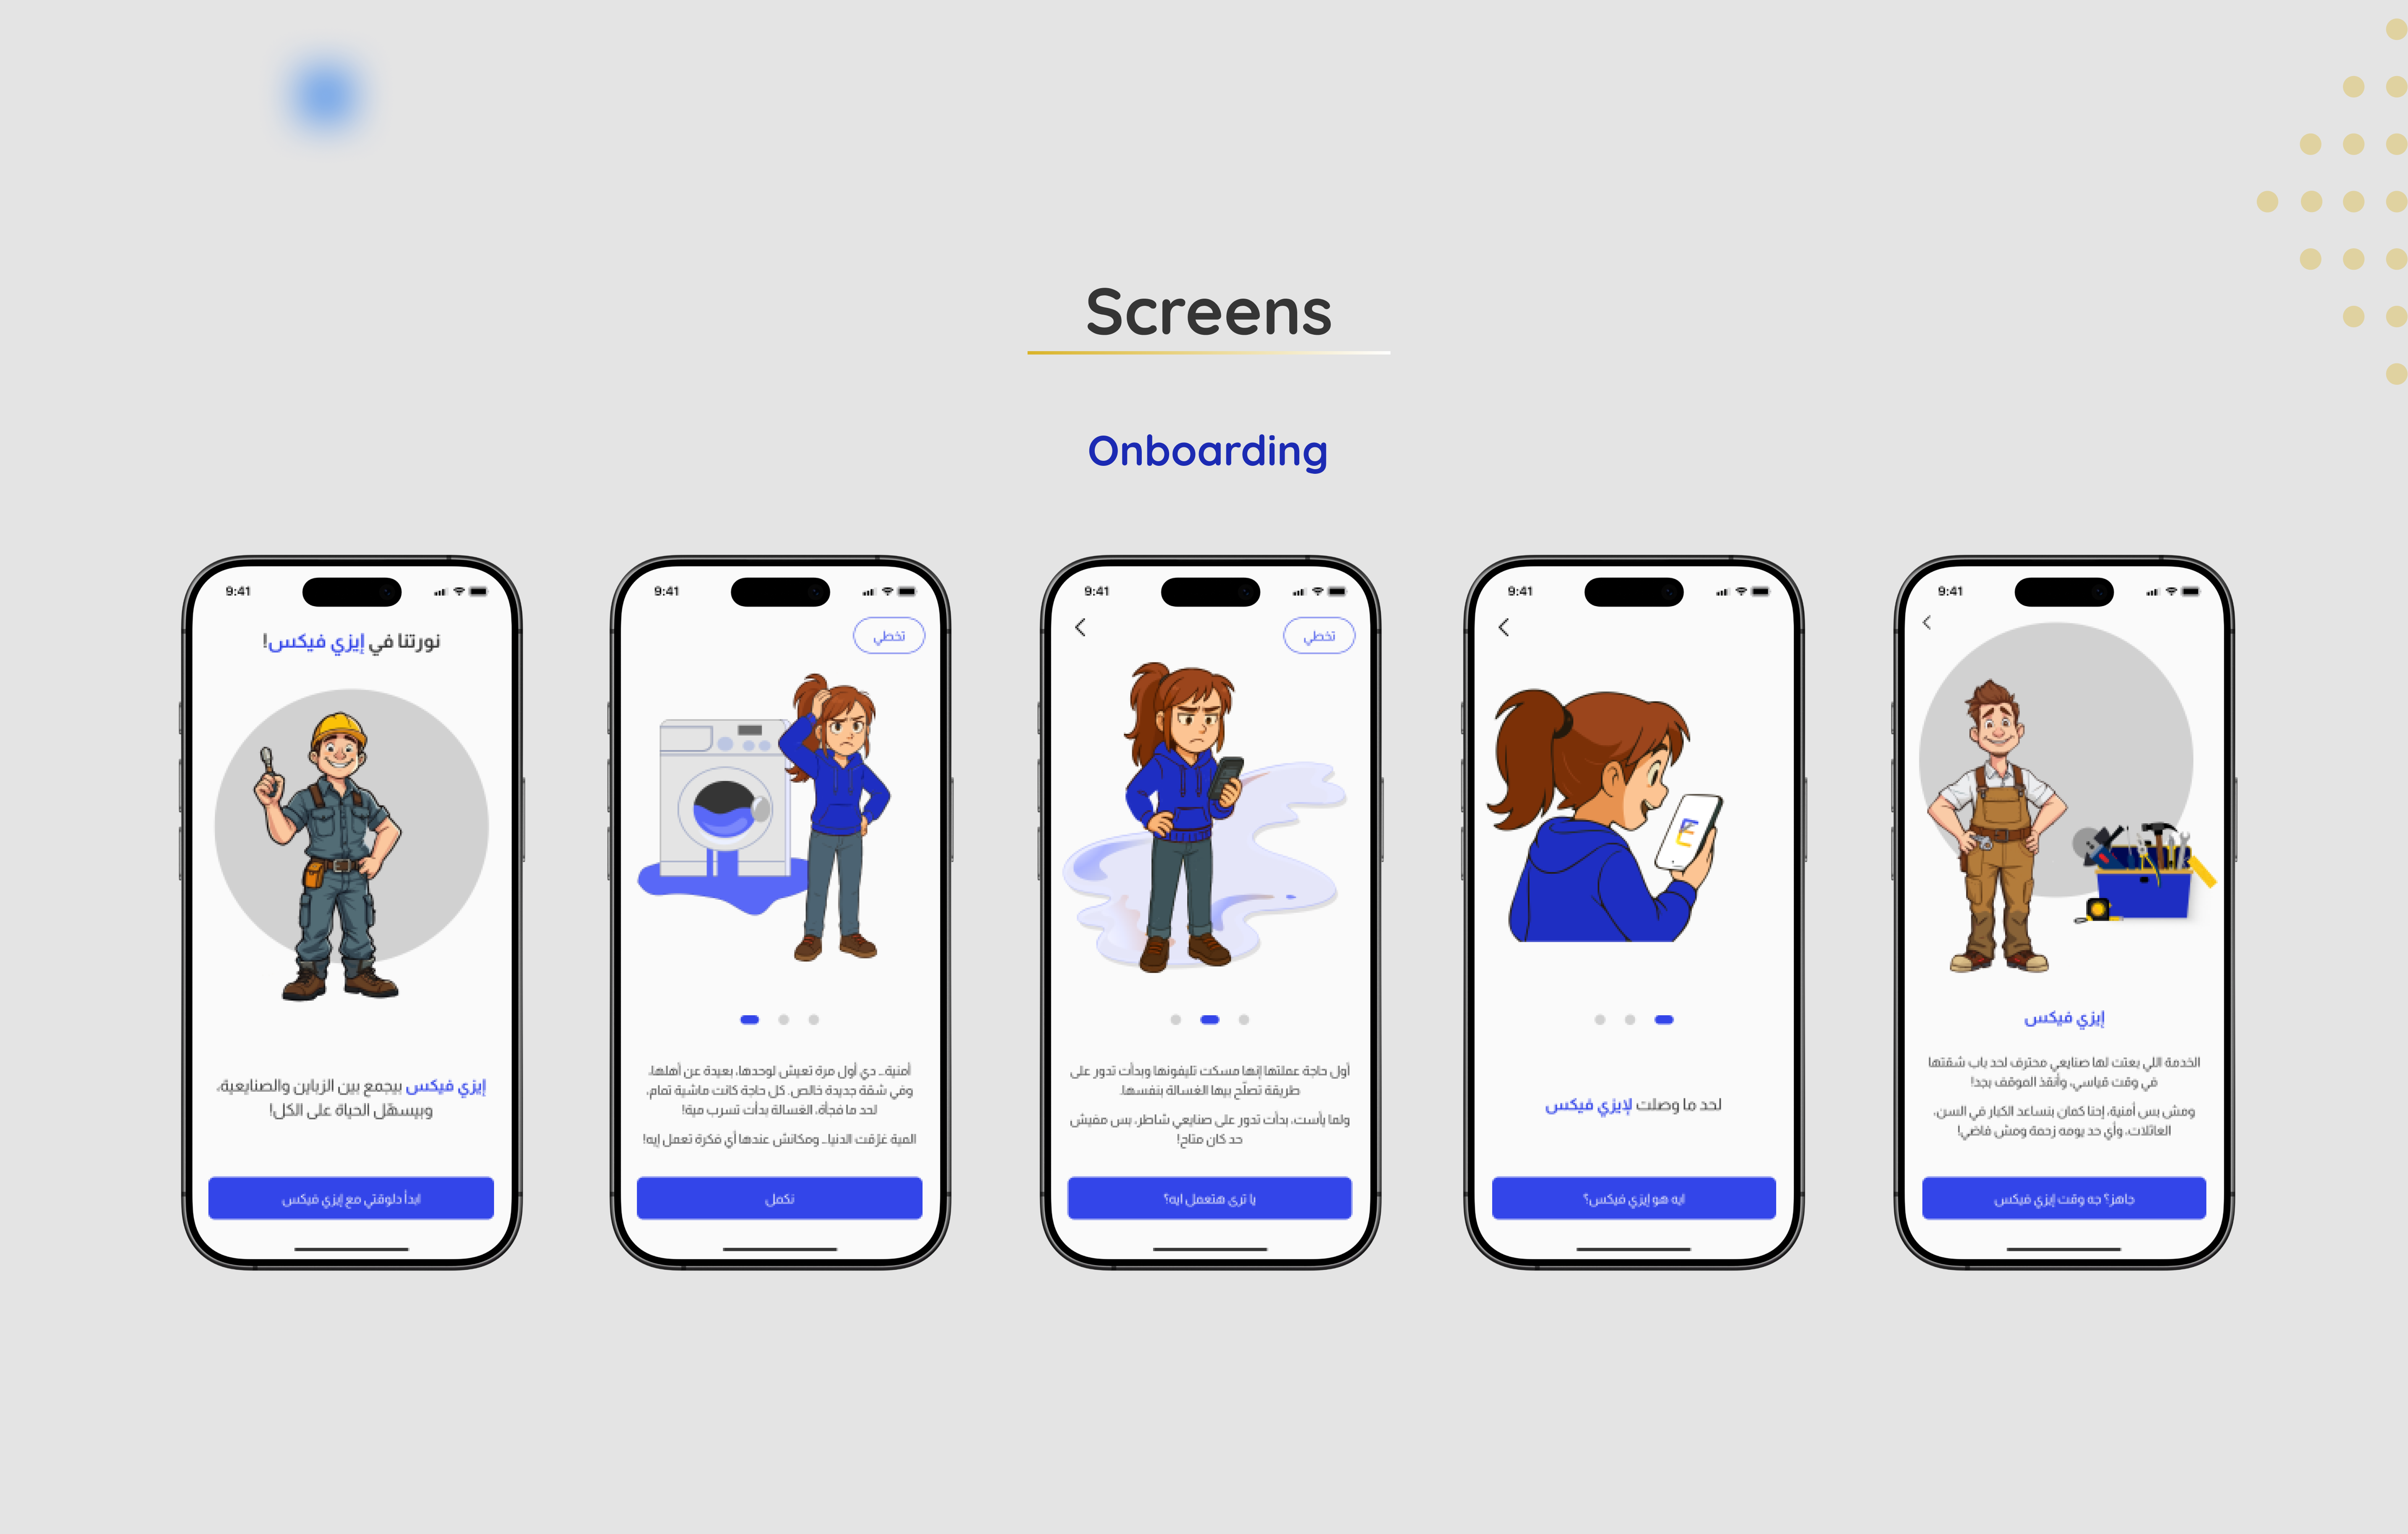 Screens
Onboarding
9:41
نورتنا في إيزي فيكس!
إيزي فيكس بيجمع بين الزباين والصنايعية،
وبيسهّل الحياة على الكل!
ابدأ دلوقتي مع إيزي فيكس
9:41
تخطي
أمنية.. دي أول مرة تعيش لوحدها، بعيدة عن أهلها،
وفي شقة جديدة خالص. كل حاجة كانت ماشية تمام،
لحد ما فجأة، الغسالة بدأت تسرب مية!
المية غرّقت الدنيا.. ومكانش عندها أي فكرة تعمل إيه!
نكمل
9:41
تخطي
أول حاجة عملتها إنها مسكت تليفونها وبدأت تدور على
طريقة تصلّح بيها الغسالة بنفسها.
ولما يأست، بدأت تدور على صنايعي شاطر، بس مفيش
حد كان متاح!
يا ترى هتعمل ايه؟
9:41
لحد ما وصلت لإيزي فيكس
ايه هو إيزي فيكس؟
9:41
إيزي فيكس
الخدمة اللي بعتت لها صنايعي محترف لحد باب شقتها
في وقت قياسي، وأنقذ الموقف بجد!
ومش بس أمنية، إحنا كمان بنساعد الكبار في السن،
العائلات، وأي حد يومه زحمة ومش فاضي!
جاهز؟ جه وقت إيزي فيكس